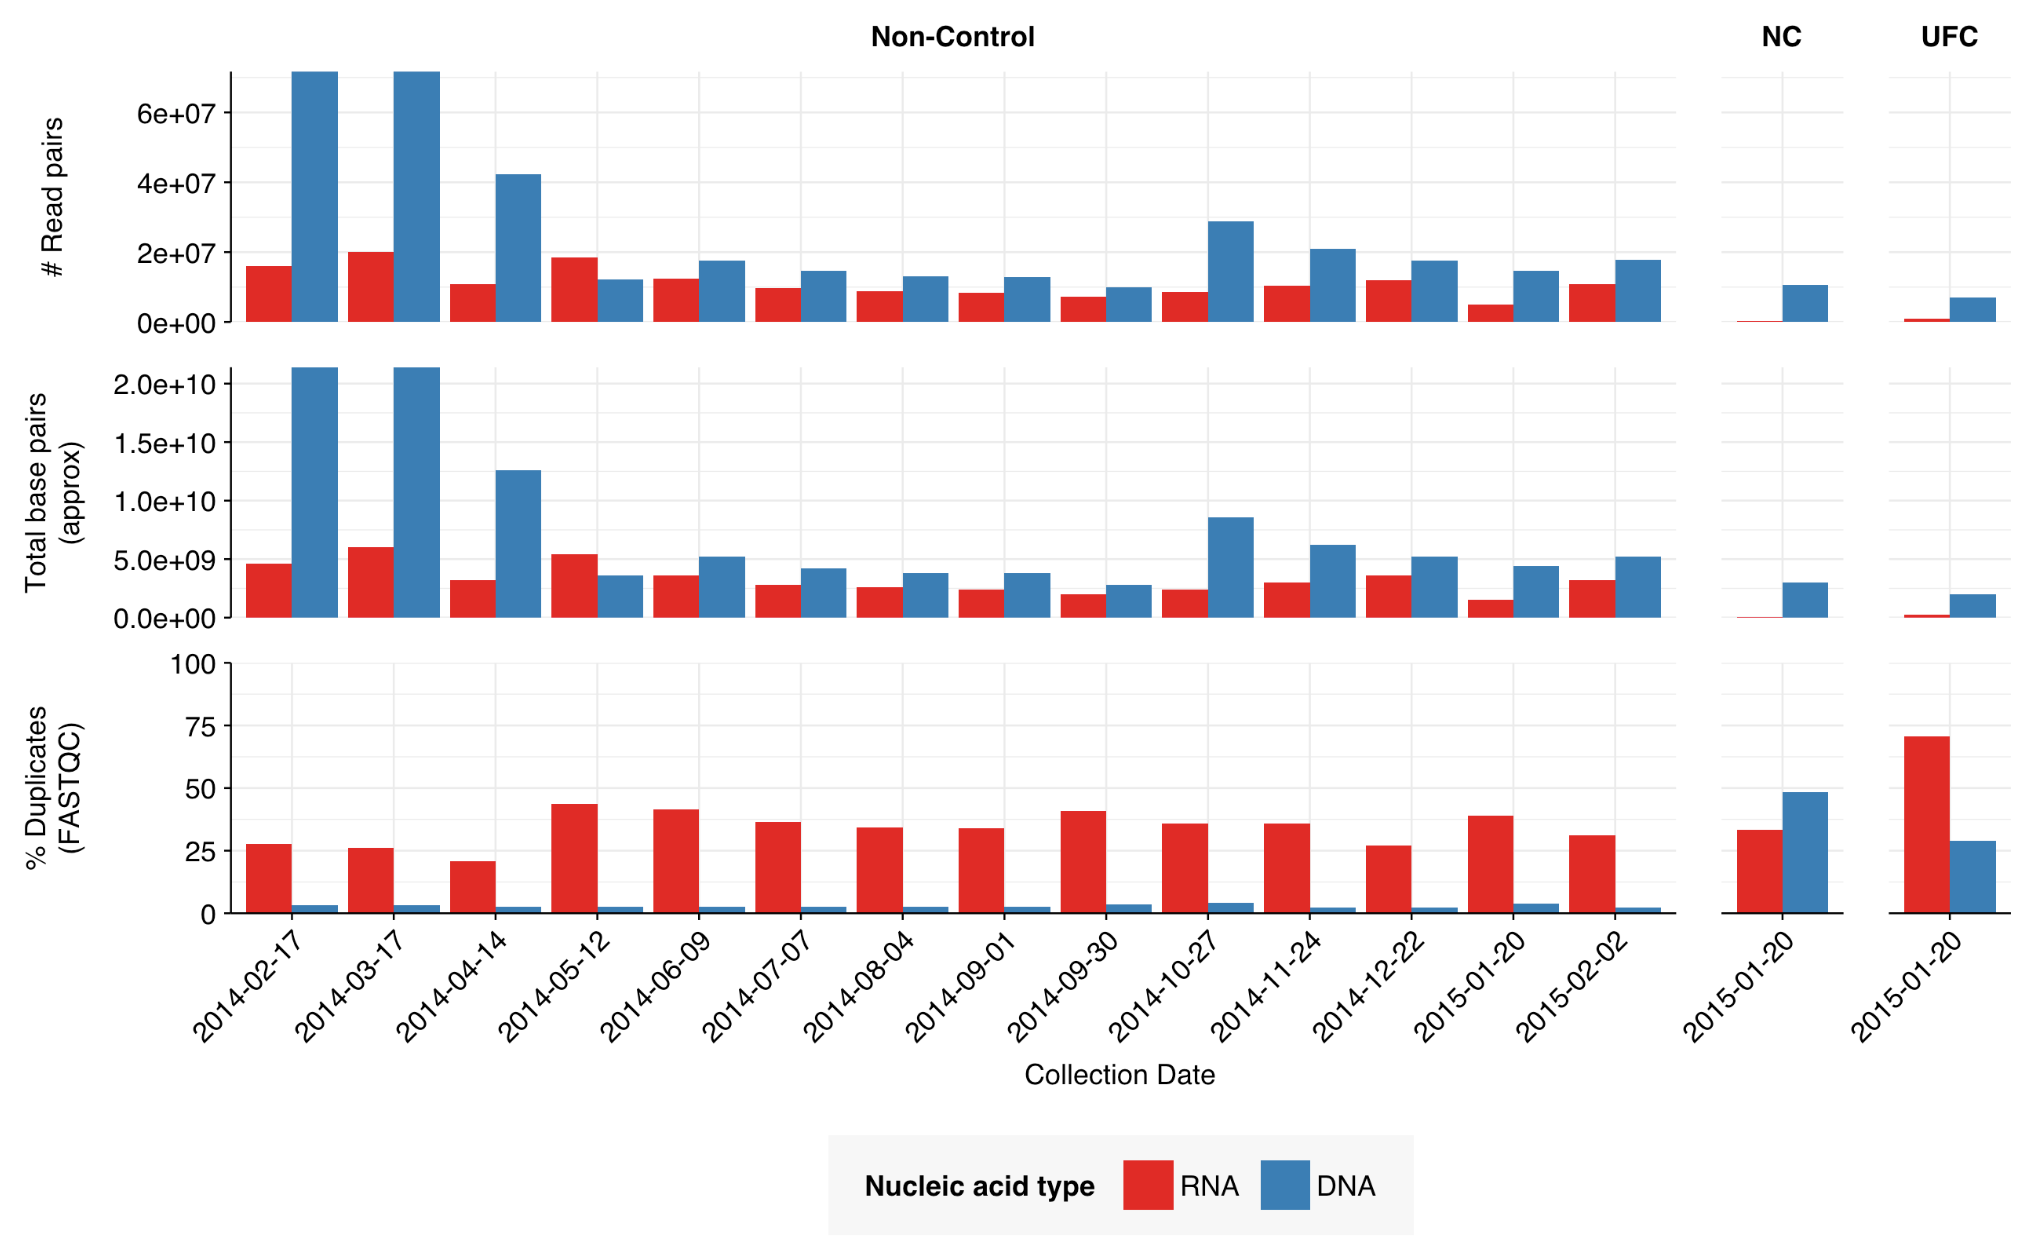 Non-Control NC UFC
# Read pairs
6e+07
4e+07
2e+07
0e+00
Total base pairs
(approx)
2.0e+10
1.5e+10
1.0e+10
5.0e+09
0.0e+00
% Duplicates
(FASTQC)
100
75
50
25
0
2014-02-17 2014-03-17 2014-04-14 2014-05-12 2014-06-09 2014-07-07 2014-08-04 2014-09-01 2014-09-30 2014-10-27 2014-11-24 2014-12-22 2015-01-20 2015-02-02 2015-01-20 2015-01-20
Collection Date
Nucleic acid type RNA DNA